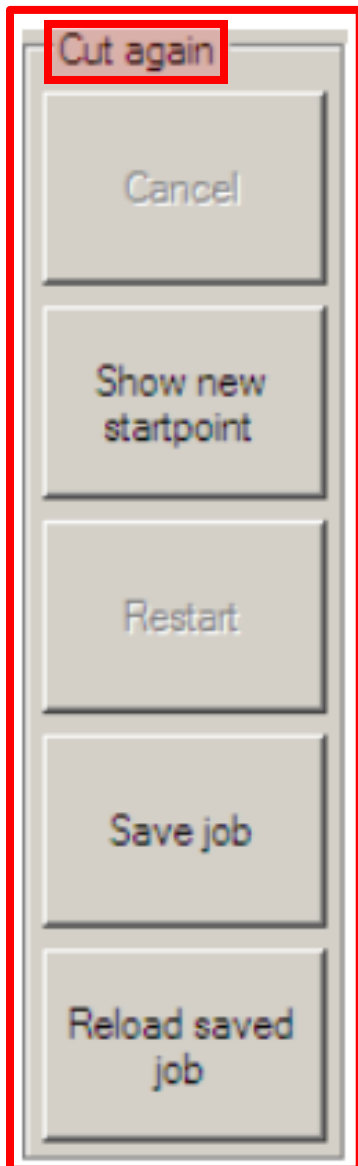 Cut again
Cancel
Show new
startpoint
Restart
Save job
Reload saved
job